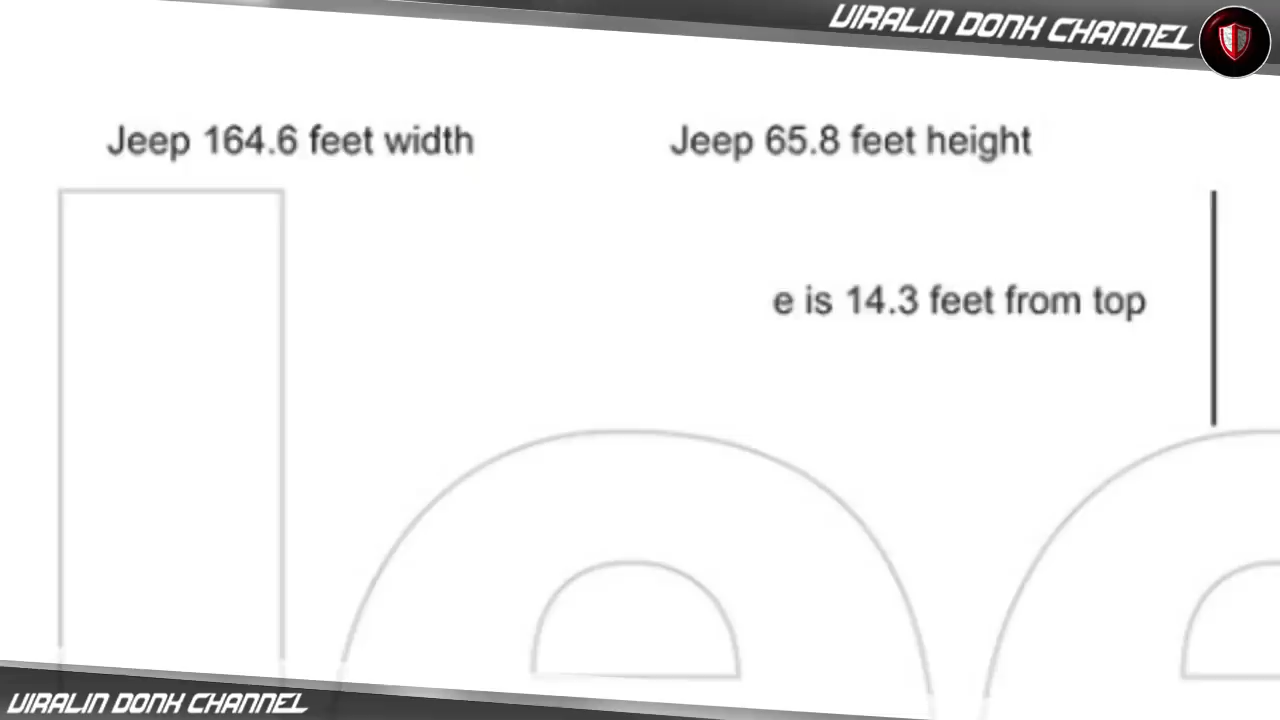 VIRALIN DONK CHANNEL
Jeep 164.6 feet width
Jeep 65.8 feet height
e is 14.3 feet from top
Jee
VIRALIN DONK CHANNEL